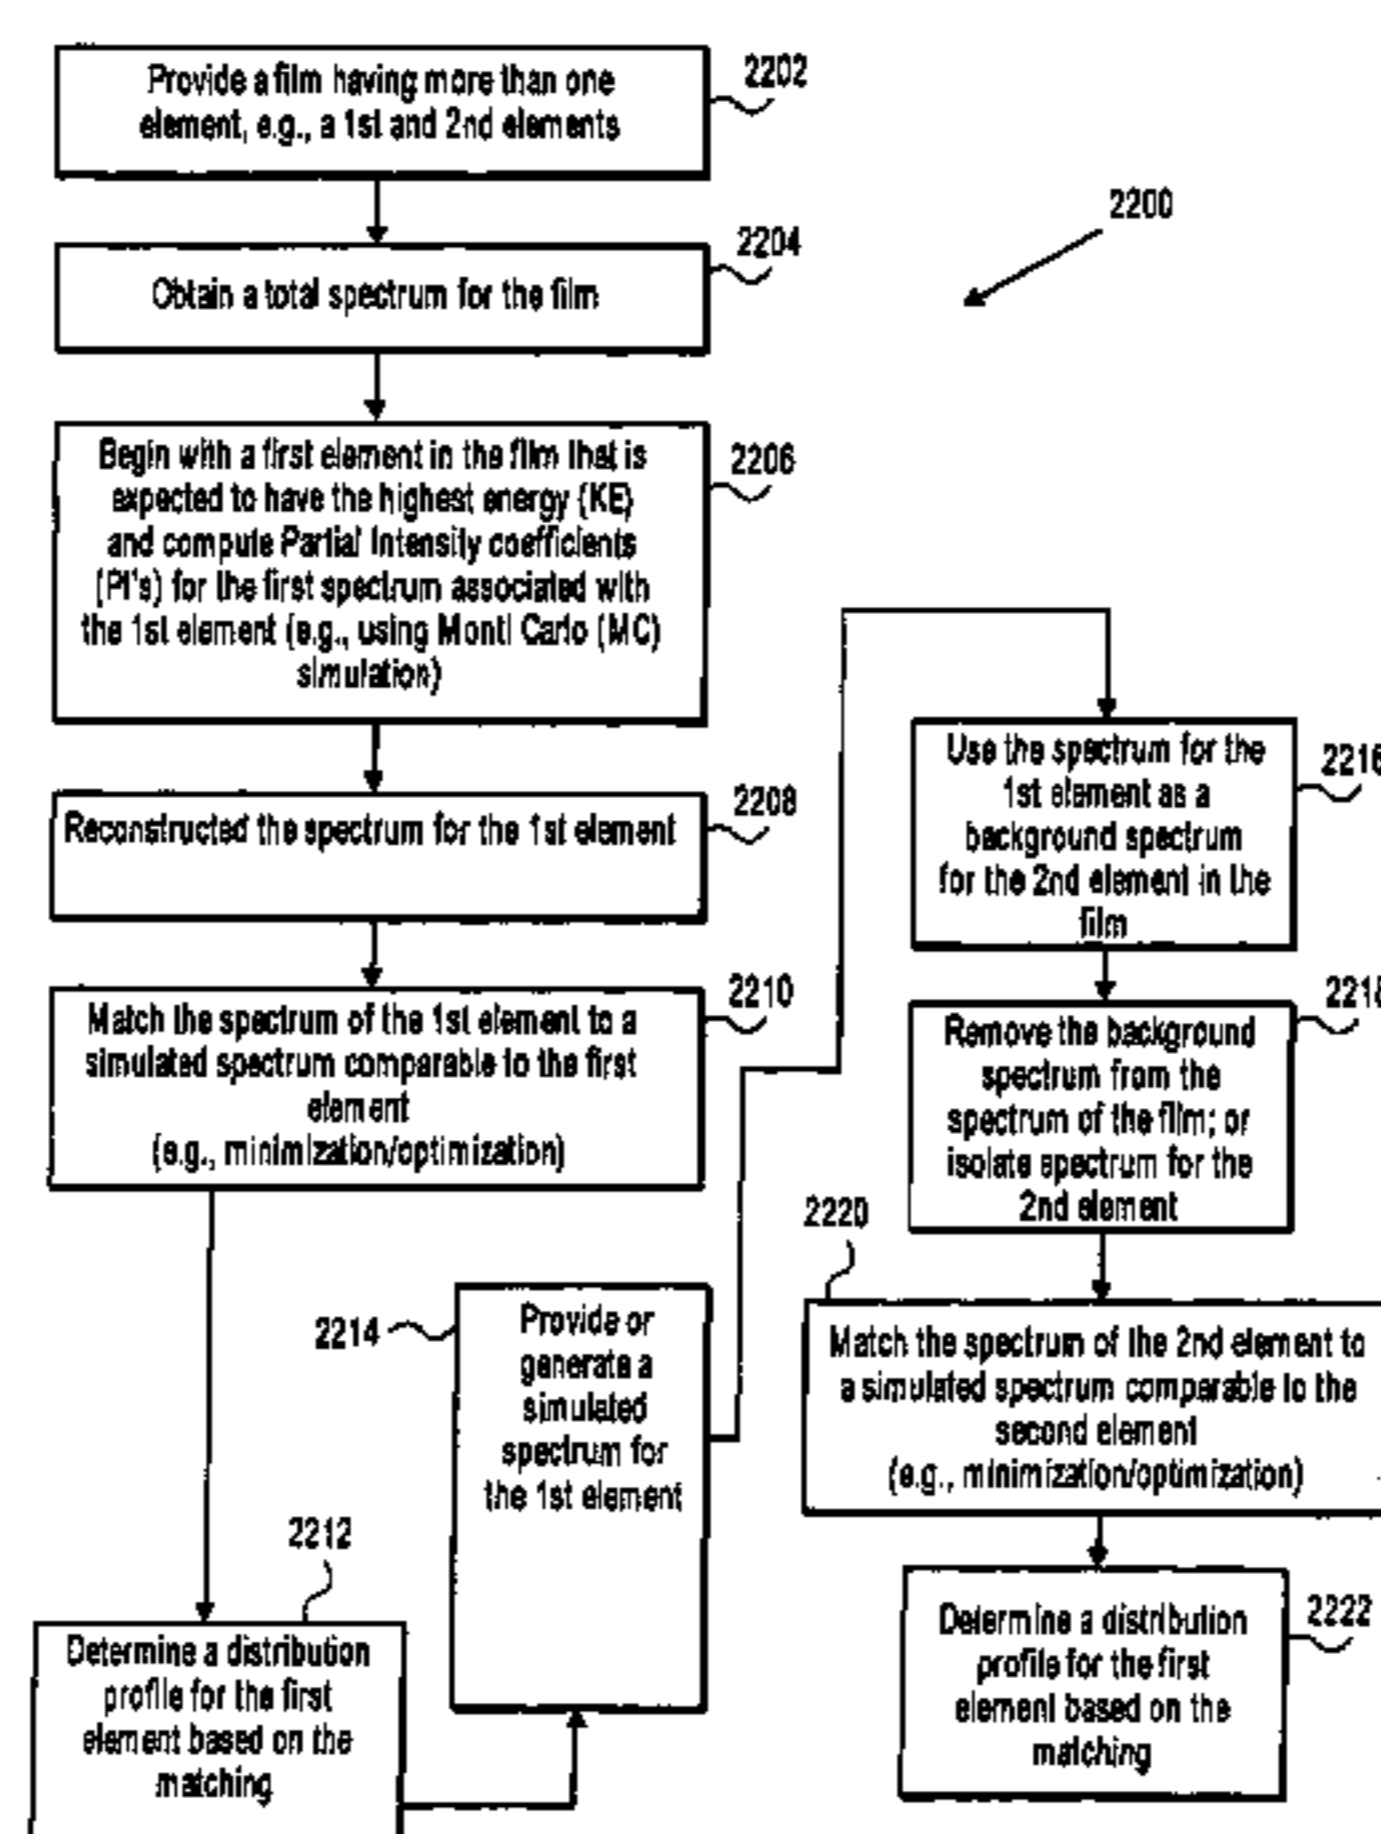 Provide a film having more than one
element, e.g., a 1st and 2nd elements
2202
2200
Obtain a total spectrum for the film
2204
Begin with a first element in the film that is
expected to have the highest energy (KE)
and compute Partial Intensity coefficients
(PI's) for the first spectrum associated with
the 1st element (e.g., using Monti Carlo (MC)
simulation)
2206
Reconstructed the spectrum for the 1st element
2208
Match the spectrum of the 1st element to a
simulated spectrum comparable to the first
element
(e.g., minimization/optimization)
2210
2212
Determine a distribution
profile for the first
element based on the
matching
2214
Provide or
generate a
simulated
spectrum for
the 1st element
Use the spectrum for the
1st element as a
background spectrum
for the 2nd element in the
film
2216
Remove the background
spectrum from the
spectrum of the film; or
isolate spectrum for the
2nd element
2218
2220
Match the spectrum of the 2nd element to
a simulated spectrum comparable to the
second element
(e.g., minimization/optimization)
Determine a distribution
profile for the first
element based on the
matching
2222